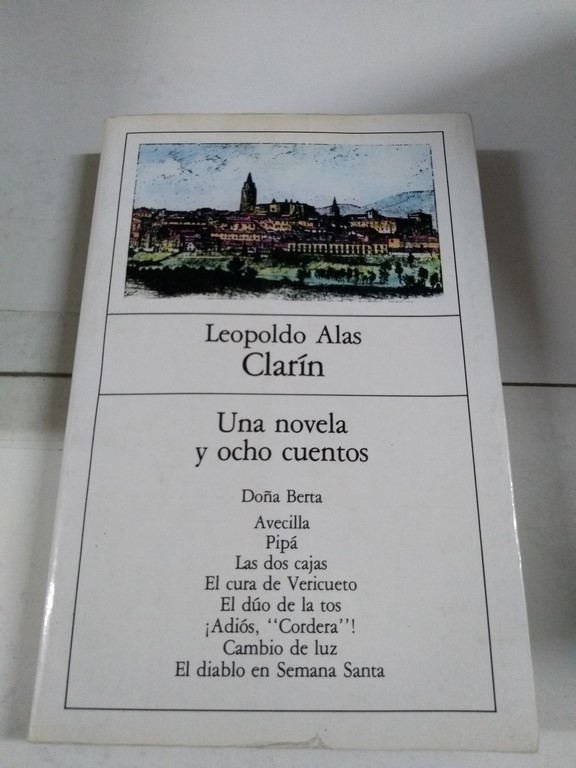 Leopoldo Alas
Clarín
Una novela
y ocho cuentos
Doña Berta
Avecilla
Pipá
Las dos cajas
El cura de Vericueto
El dúo de la tos
¡Adiós, “Cordera”!
Cambio de luz
El diablo en Semana Santa